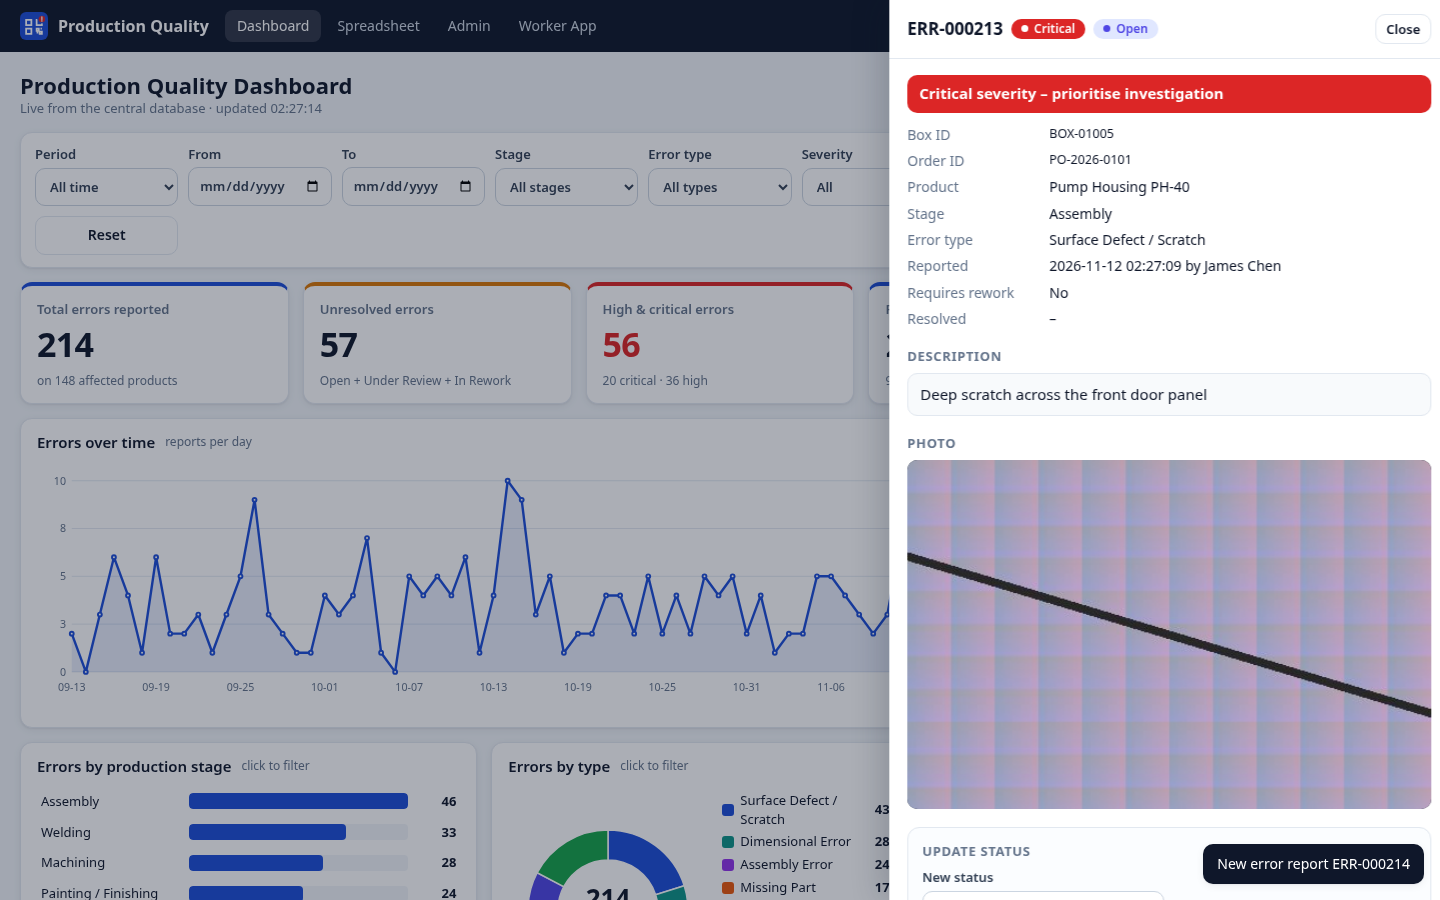 Production Quality
Dashboard
Spreadsheet
Admin
Worker App
Production Quality Dashboard
Live from the central database · updated 02:27:14
Period
From
To
Stage
Error type
Severity
All time
mm/dd/yyyy
mm/dd/yyyy
All stages
All types
All
Reset
Total errors reported
214
on 148 affected products
Unresolved errors
57
Open + Under Review + In Rework
High & critical errors
56
20 critical · 36 high
Errors over time reports per day
10
8
5
3
0
09-13
09-19
09-25
10-01
10-07
10-13
10-19
10-25
10-31
11-06
Errors by production stage click to filter
Assembly 46
Welding 33
Machining 28
Painting / Finishing 24
Errors by type click to filter
214
Surface Defect / Scratch 43
Dimensional Error 28
Assembly Error 24
Missing Part 17
ERR-000213
Critical
Open
Close
Critical severity – prioritise investigation
Box ID BOX-01005
Order ID PO-2026-0101
Product Pump Housing PH-40
Stage Assembly
Error type Surface Defect / Scratch
Reported 2026-11-12 02:27:09 by James Chen
Requires rework No
Resolved –
DESCRIPTION
Deep scratch across the front door panel
PHOTO
UPDATE STATUS
New status
New error report ERR-000214